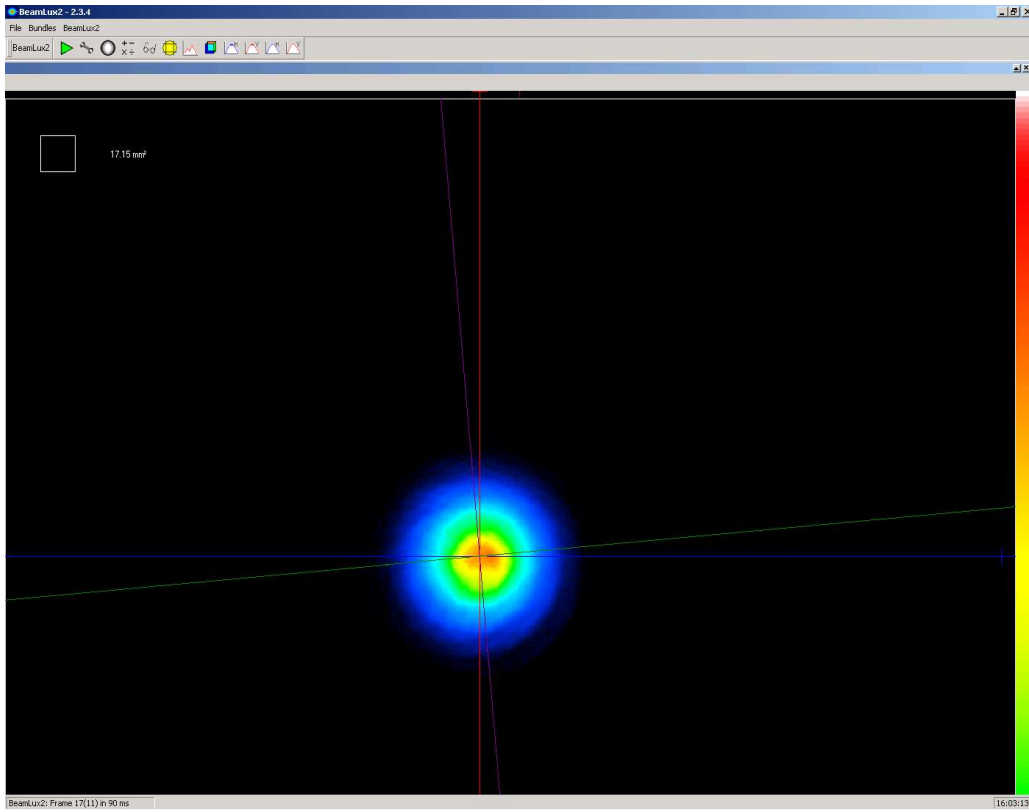 BeamLux2 - 2.3.4
File Bundles BeamLux2
BeamLux2
17.15 mm²
BeamLux2: Frame 17(11) in 90 ms
16:03:13